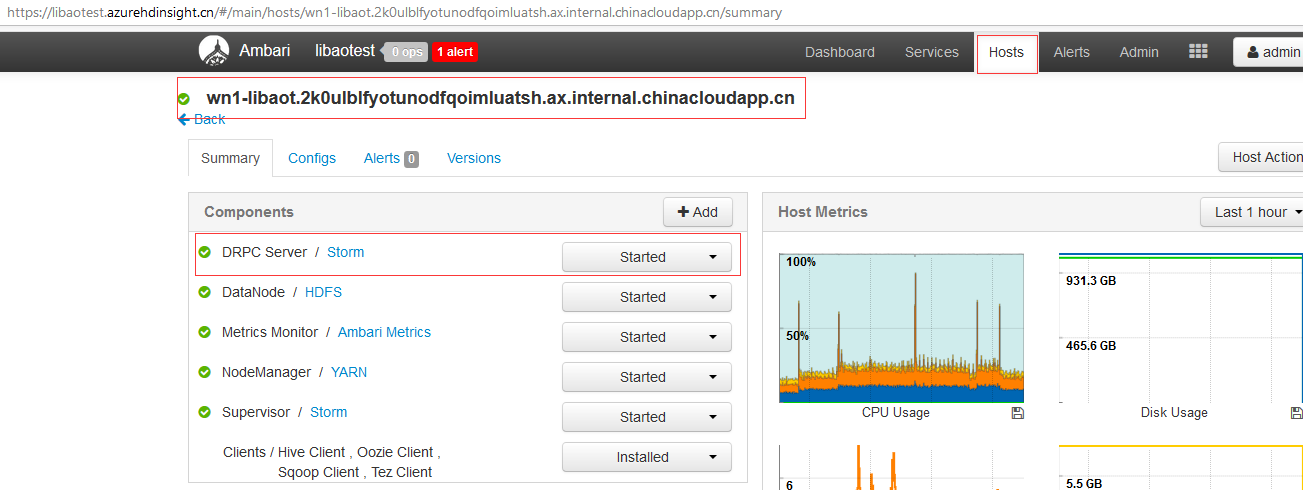 https://libaotest.azurehdinsight.cn/#/main/hosts/wn1-libaot.2k0ulblfyotunodfqoimluatsh.ax.internal.chinacloudapp.cn/summary
Ambari libaotest 0 ops 1 alert Dashboard Services Hosts Alerts Admin admin
wn1-libaot.2k0ulblfyotunodfqoimluatsh.ax.internal.chinacloudapp.cn
Back
Summary Configs Alerts 0 Versions Host Action
Components + Add Host Metrics Last 1 hour
DRPC Server / Storm Started
DataNode / HDFS Started
Metrics Monitor / Ambari Metrics Started
NodeManager / YARN Started
Supervisor / Storm Started
Clients / Hive Client , Oozie Client ,
Sqoop Client , Tez Client
Installed
100%
50%
CPU Usage
931.3 GB
465.6 GB
Disk Usage
6
5.5 GB